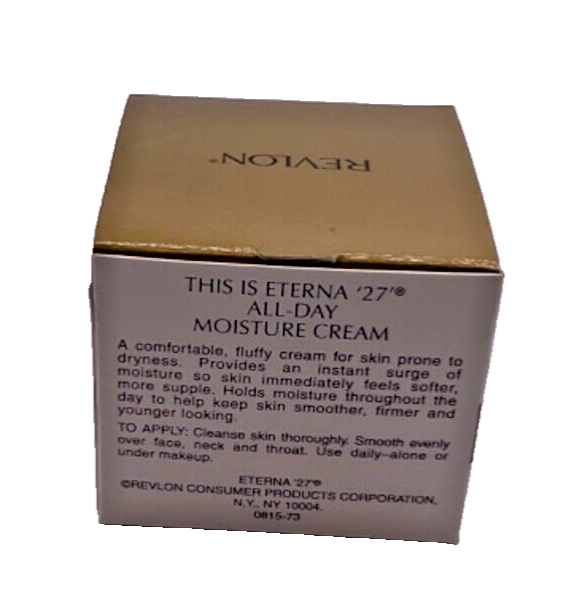 REVLON®
THIS IS ETERNA '27'®
ALL-DAY
MOISTURE CREAM
A comfortable, fluffy cream for skin prone to
dryness. Provides an instant surge of
moisture so skin immediately feels softer,
more supple. Holds moisture throughout the
day to help keep skin smoother, firmer and
younger looking.
TO APPLY: Cleanse skin thoroughly. Smooth evenly
over face, neck and throat. Use daily–alone or
under makeup.
ETERNA '27'®
©REVLON CONSUMER PRODUCTS CORPORATION,
N.Y., NY 10004.
0815-73